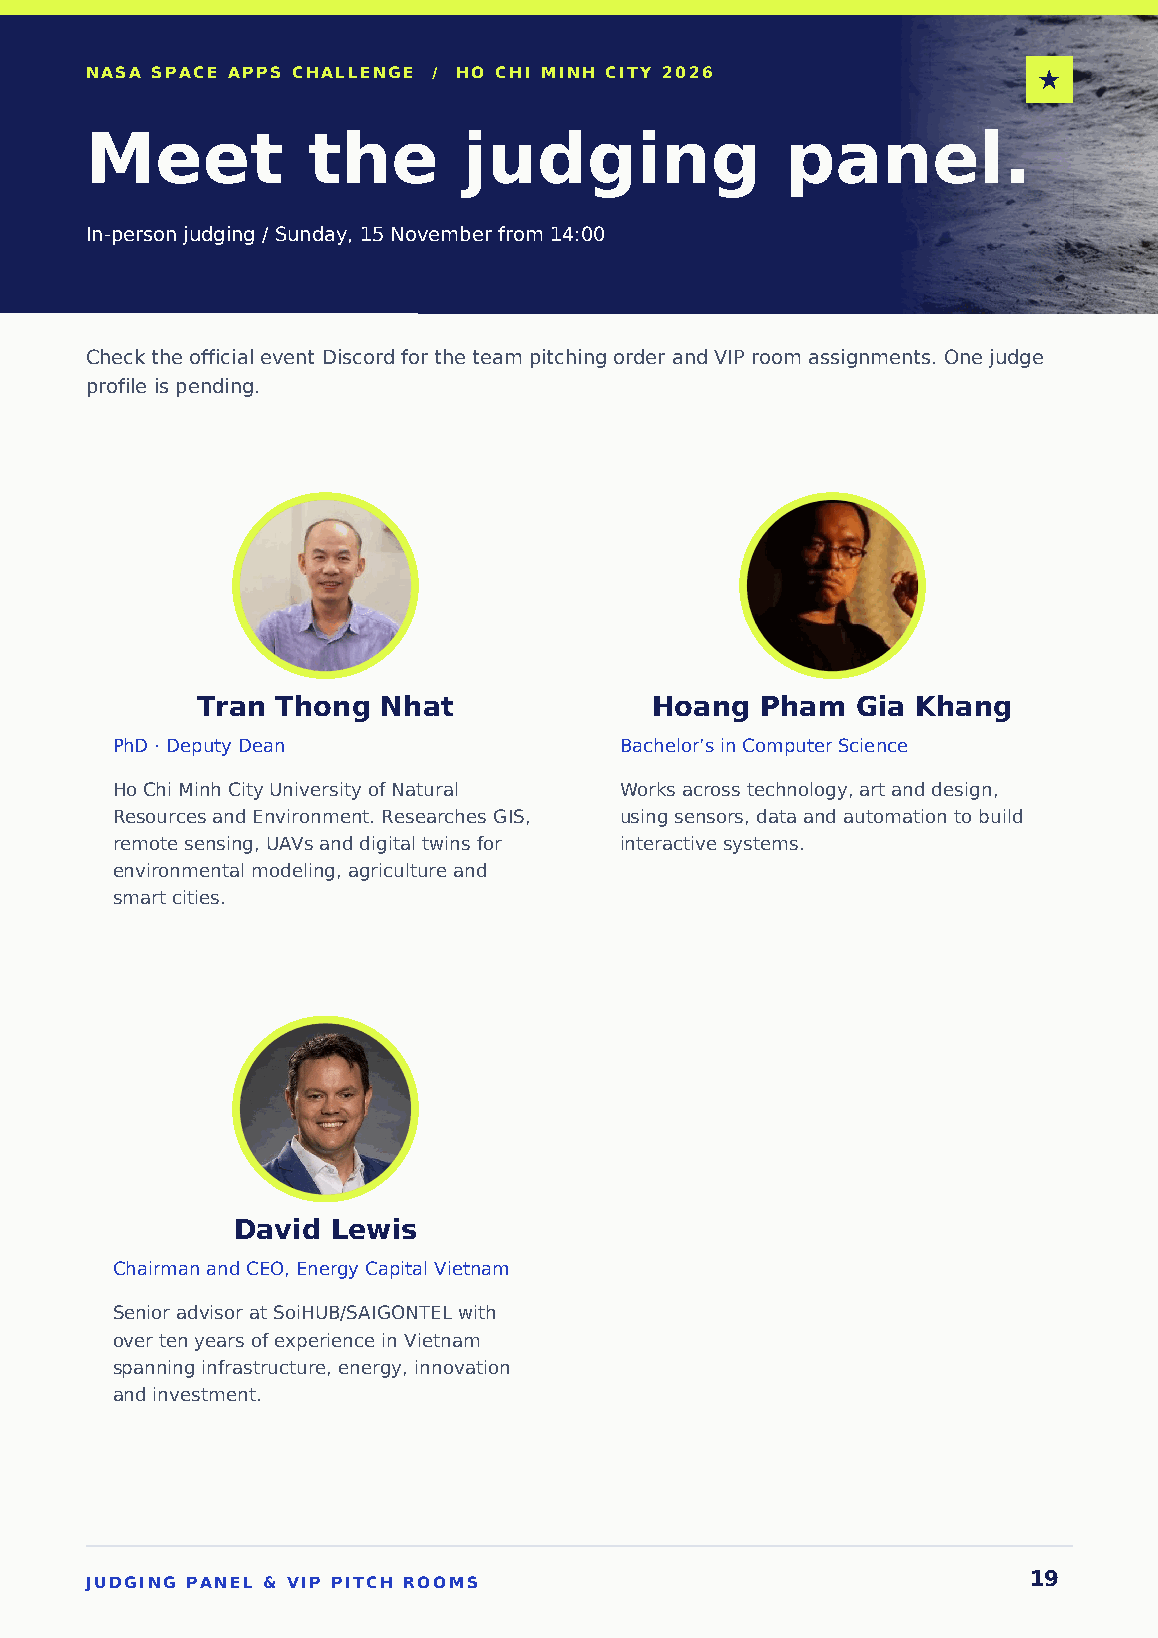 NASA SPACE APPS CHALLENGE / HO CHI MINH CITY 2026
Meet the judging panel.
In-person judging / Sunday, 15 November from 14:00
Check the official event Discord for the team pitching order and VIP room assignments. One judge
profile is pending.
Tran Thong Nhat
PhD · Deputy Dean
Ho Chi Minh City University of Natural
Resources and Environment. Researches GIS,
remote sensing, UAVs and digital twins for
environmental modeling, agriculture and
smart cities.
Hoang Pham Gia Khang
Bachelor’s in Computer Science
Works across technology, art and design,
using sensors, data and automation to build
interactive systems.
David Lewis
Chairman and CEO, Energy Capital Vietnam
Senior advisor at SoiHUB/SAIGONTEL with
over ten years of experience in Vietnam
spanning infrastructure, energy, innovation
and investment.
JUDGING PANEL & VIP PITCH ROOMS
19